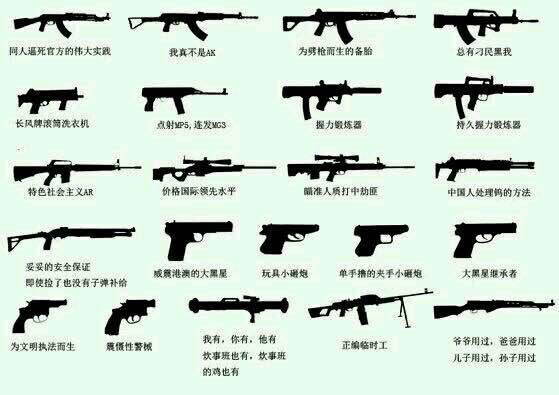 同人逼死官方的伟大实践
我真不是AK
为劈枪而生的备胎
总有刁民黑我
长风牌滚筒洗衣机
点射MP5,连发MG3
握力锻炼器
持久握力锻炼器
特色社会主义AR
价格国际领先水平
瞄准人质打中劫匪
中国人处理钨的方法
妥妥的安全保证
即使捡了也没有子弹补给
威震港澳的大黑星
玩具小砸炮
单手撸的夹手小砸炮
大黑星继承者
为文明执法而生
震慑性警械
我有，你有，他有
炊事班也有，炊事班
的鸡也有
正编临时工
爷爷用过，爸爸用过
儿子用过，孙子用过